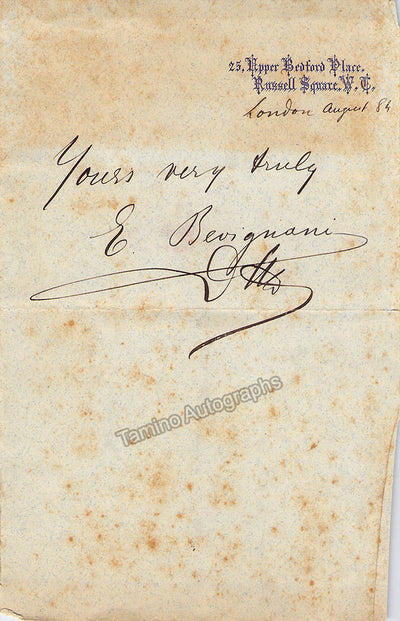 25, Upper Bedford Place.
Russell Square. W. C.
London August 84
Yours very truly
E. Bevignani
Tamino Autographs